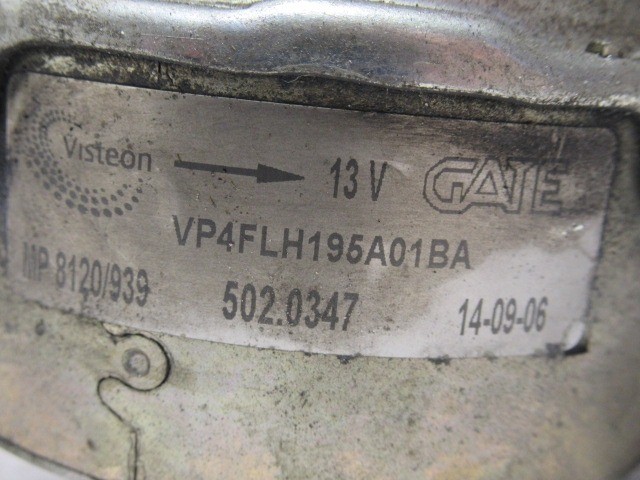 Visteon → 13 V GATE
VP4FLH195A01BA
MP 8120/939 502.0347 14-09-06